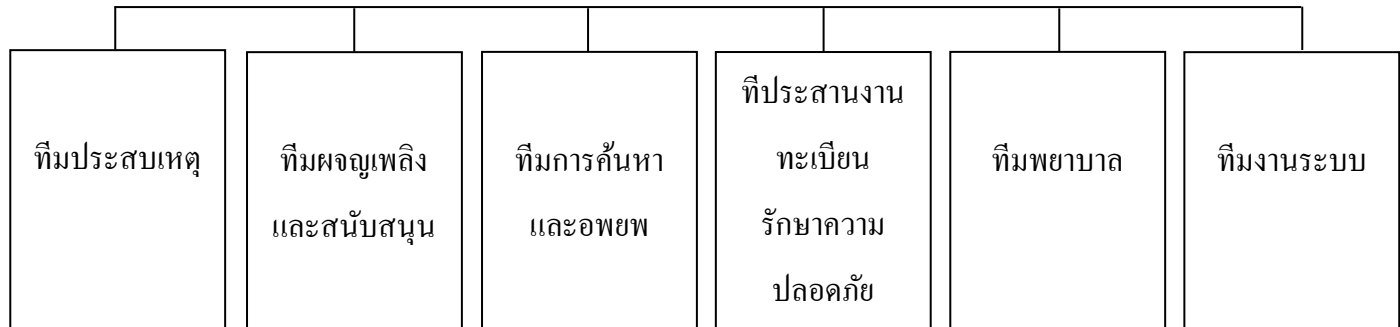 ทีมประสบเหตุ
ทีมผจญเพลิง
และสนับสนุน
ทีมการค้นหา
และอพยพ
ทีประสานงาน
ทะเบียน
รักษาความ
ปลอดภัย
ทีมพยาบาล
ทีมงานระบบ